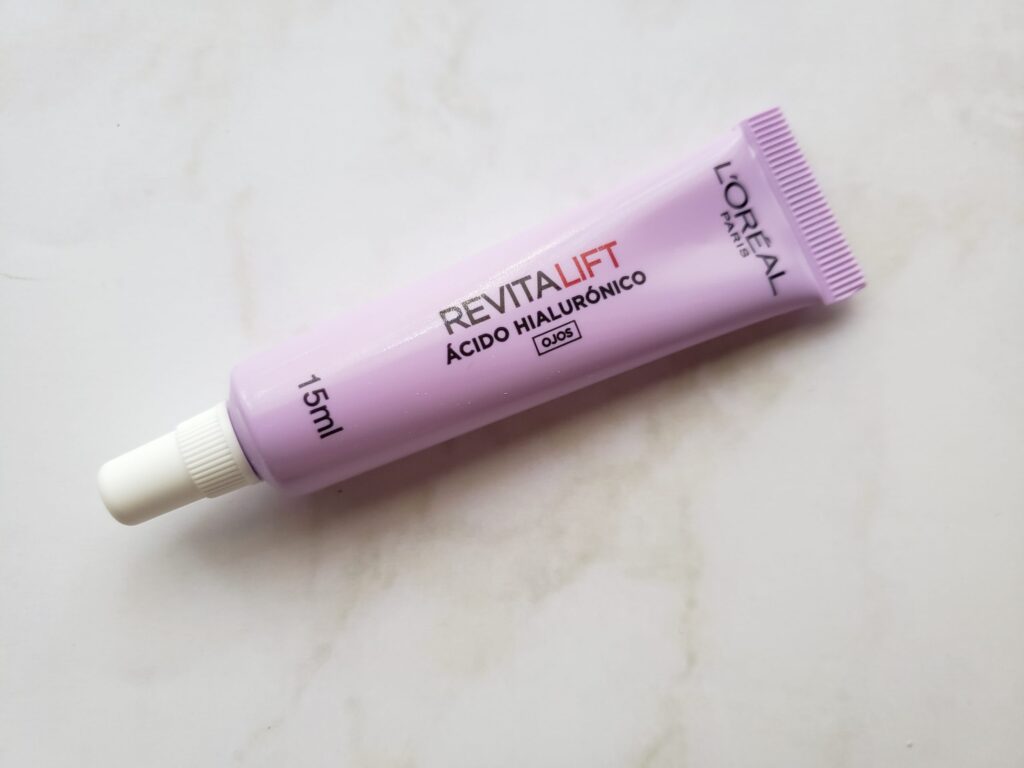 L'ORÉAL
PARIS
REVITALIFT
ÁCIDO HIALURÓNICO
OJOS
15ml